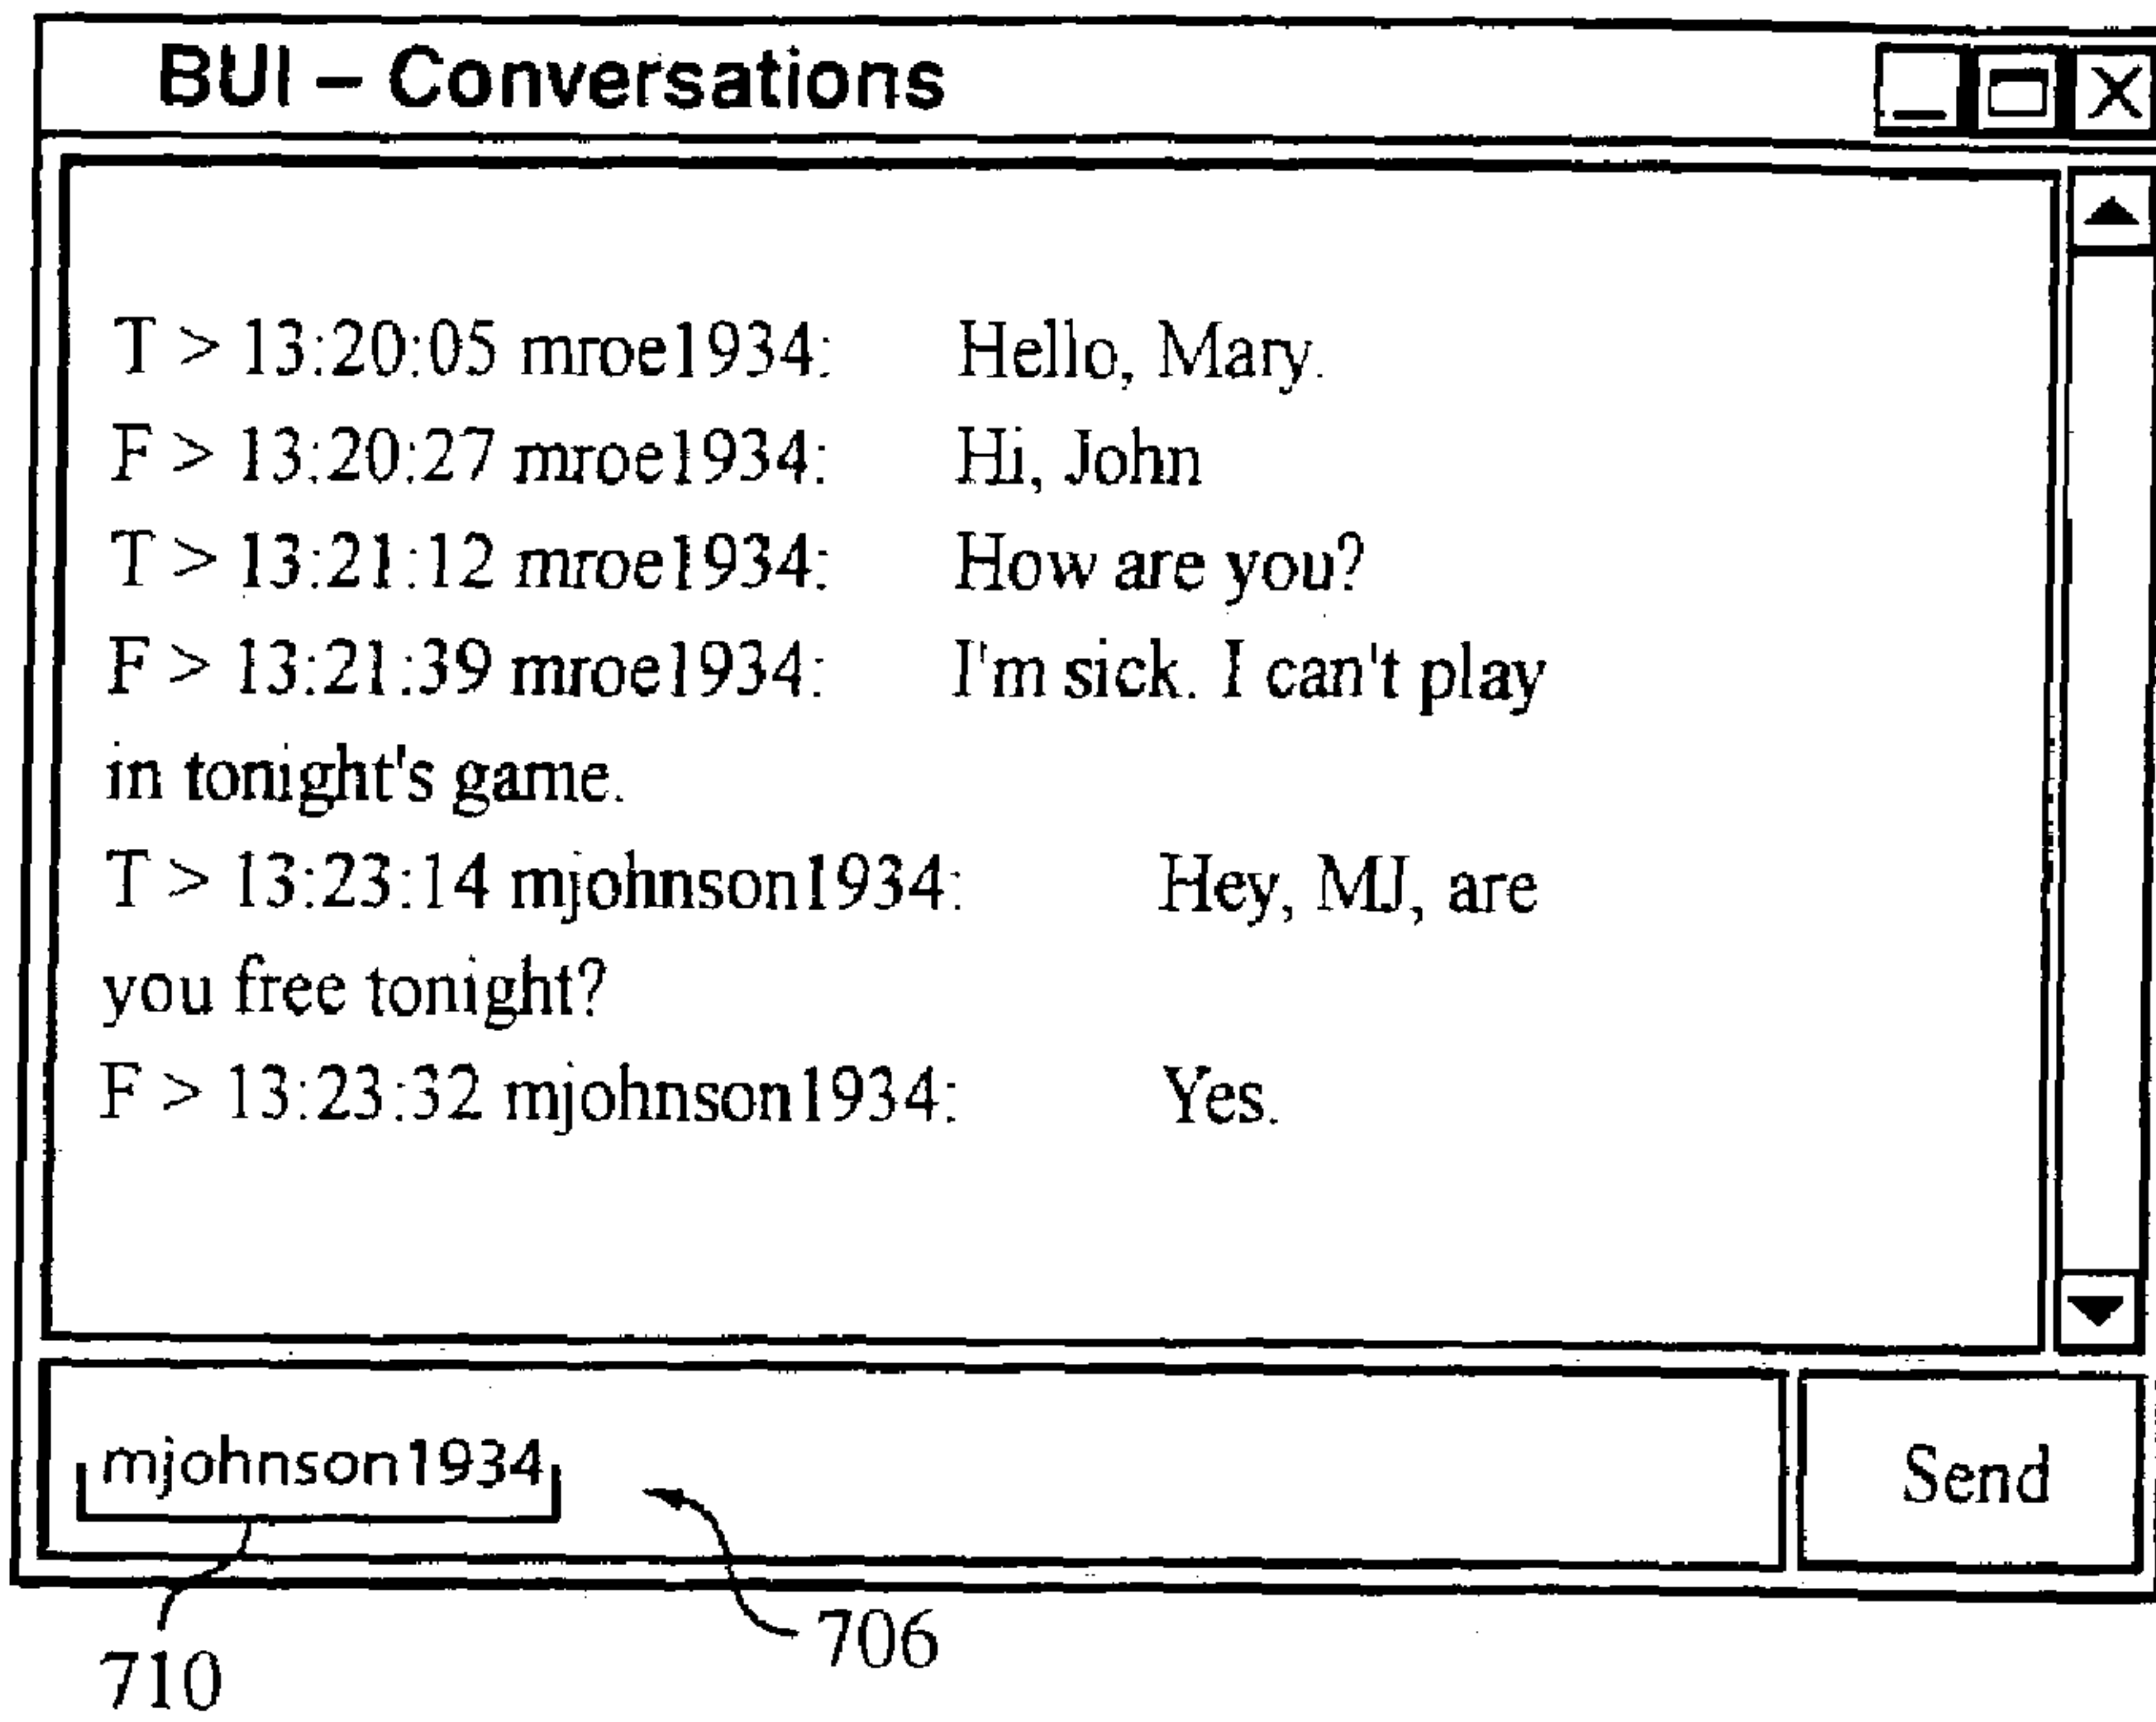 BUI – Conversations
T > 13:20:05 mroe1934: Hello, Mary.
F > 13:20:27 mroe1934: Hi, John
T > 13:21:12 mroe1934: How are you?
F > 13:21:39 mroe1934: I'm sick. I can't play
in tonight's game.
T > 13:23:14 mjohnson1934: Hey, MJ, are
you free tonight?
F > 13:23:32 mjohnson1934: Yes.
mjohnson1934
Send
706
710